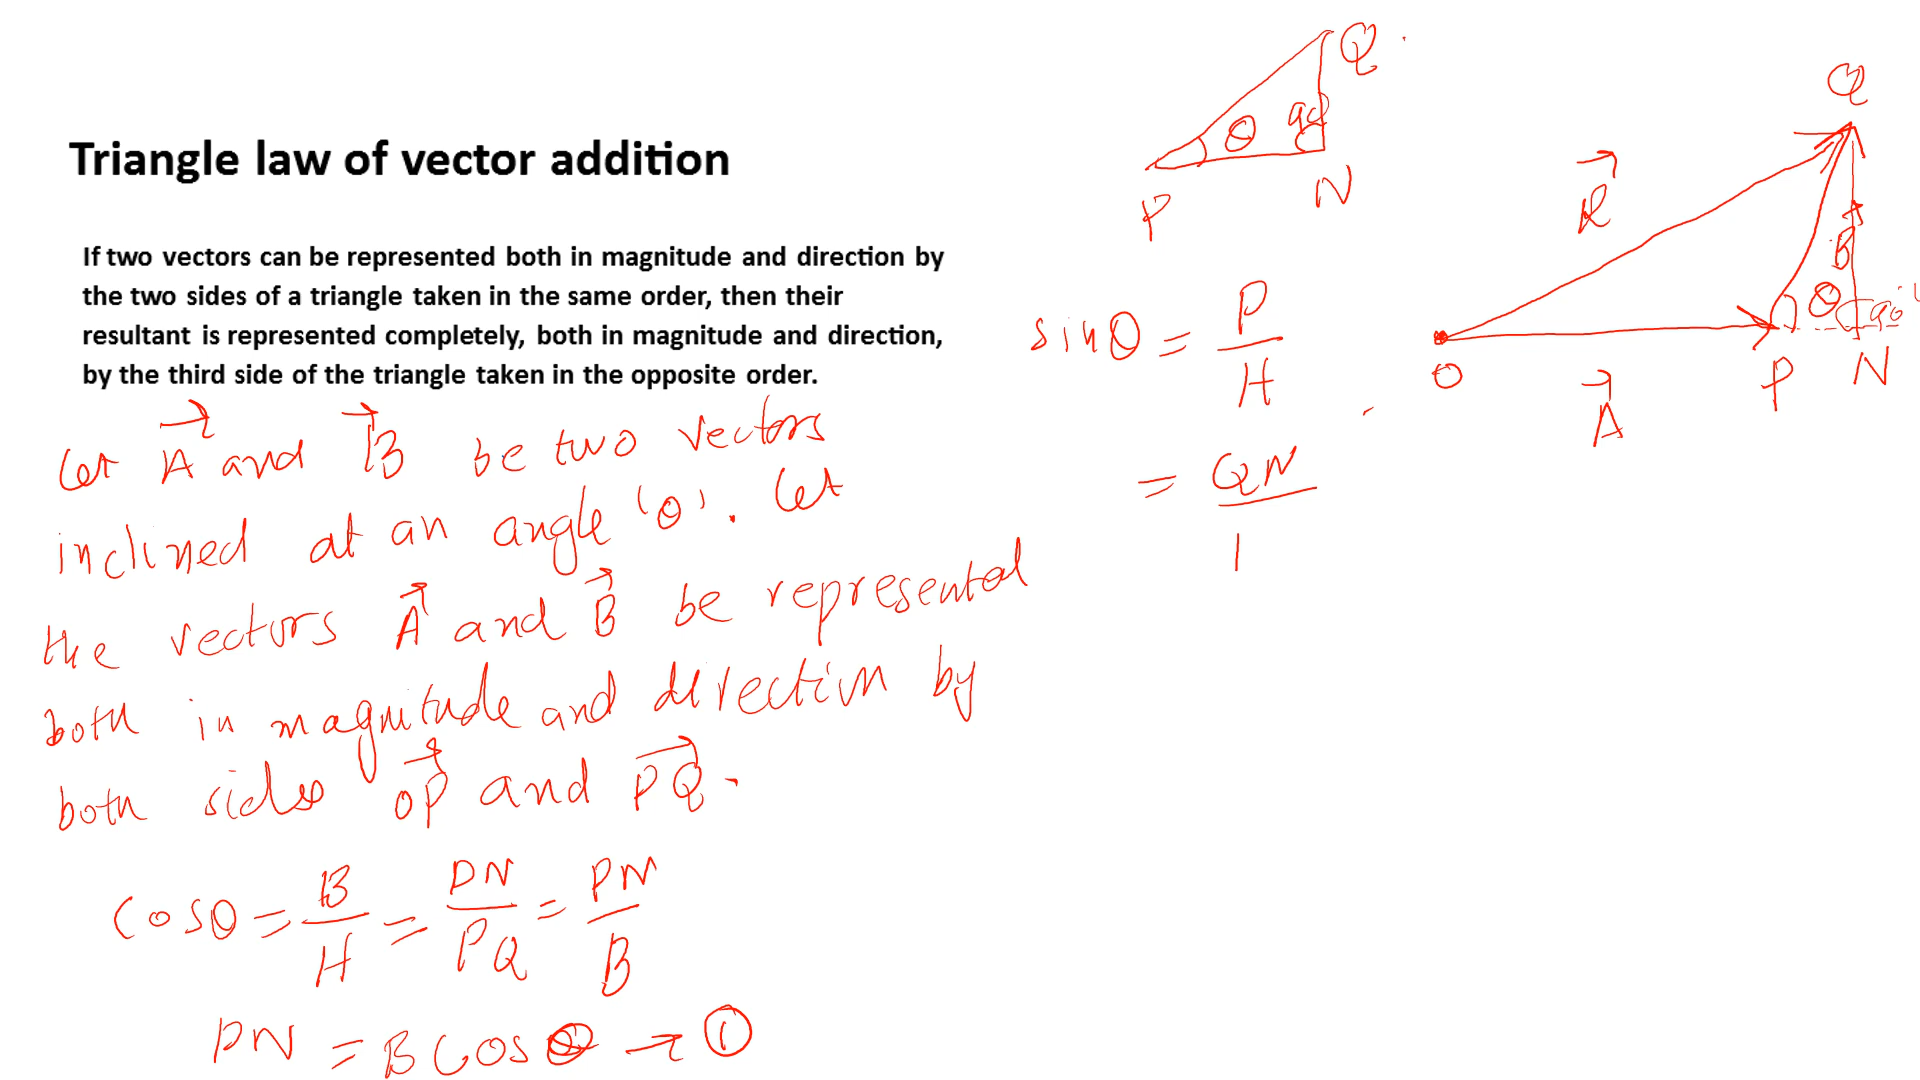 Triangle law of vector addition
If two vectors can be represented both in magnitude and direction by
the two sides of a triangle taken in the same order, then their
resultant is represented completely, both in magnitude and direction,
by the third side of the triangle taken in the opposite order.
Let A⃗ and B⃗ be two vectors
inclined at an angle 'θ'. Let
the vectors A⃗ and B⃗ be represented
both in magnitude and direction by
both sides OP⃗ and PQ⃗.
cosθ = B/H = PN/PQ = PN/B
PN = B cosθ → ①
Q
θ 90
P N
sinθ = P/H
= QN/
Q
R⃗
B
θ 90
O P N
A⃗